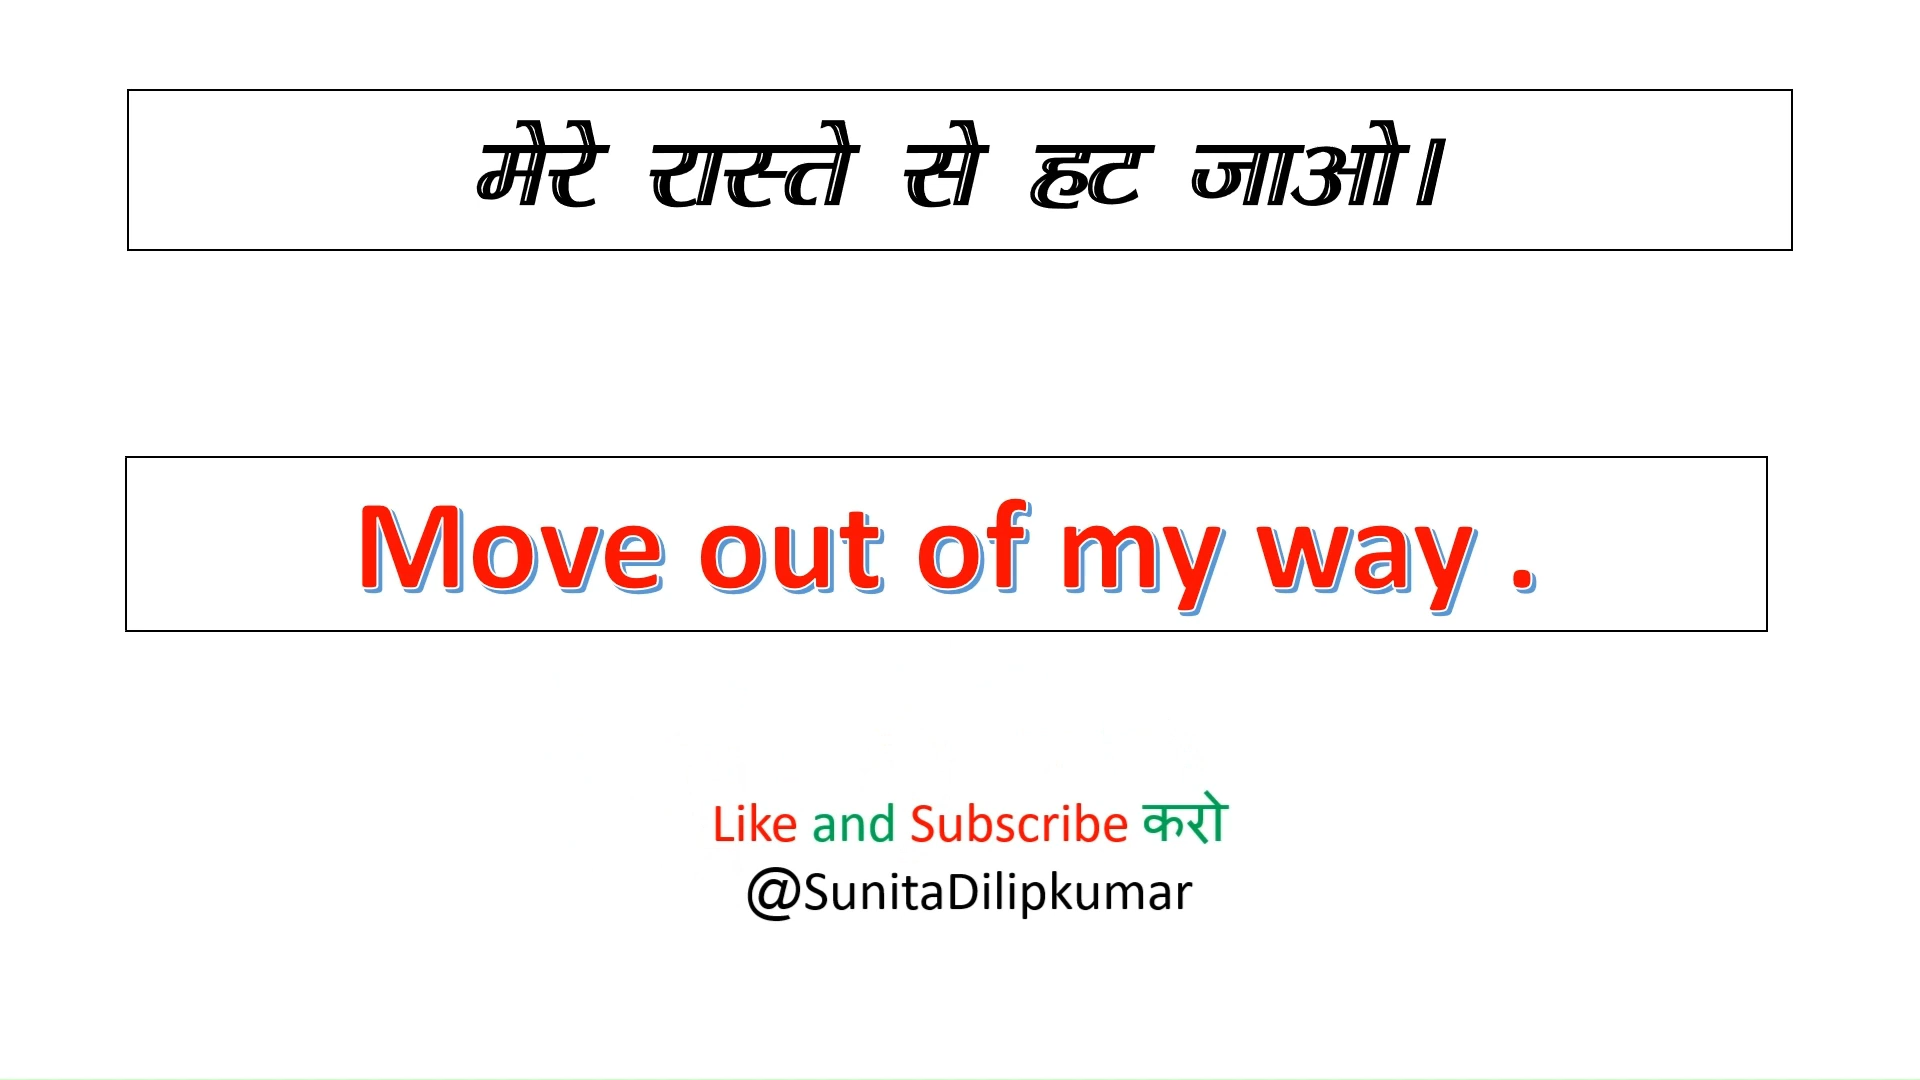 मेरे रास्ते से हट जाओ।
Move out of my way .
Like and Subscribe करो
@SunitaDilipkumar